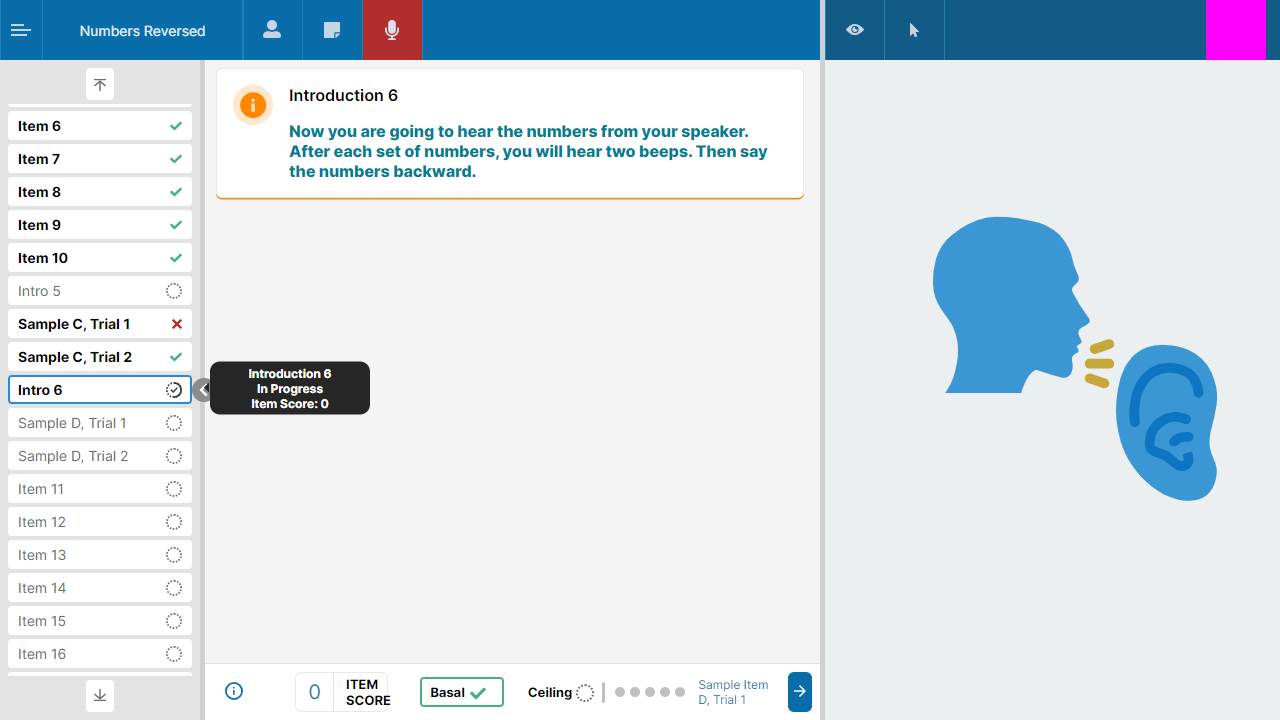 Numbers Reversed
Item 6
Item 7
Item 8
Item 9
Item 10
Intro 5
Sample C, Trial 1
Sample C, Trial 2
Intro 6
Sample D, Trial 1
Sample D, Trial 2
Item 11
Item 12
Item 13
Item 14
Item 15
Item 16
Introduction 6
Now you are going to hear the numbers from your speaker.
After each set of numbers, you will hear two beeps. Then say
the numbers backward.
Introduction 6
In Progress
Item Score: 0
0
ITEM
SCORE
Basal
Ceiling
Sample Item
D, Trial 1